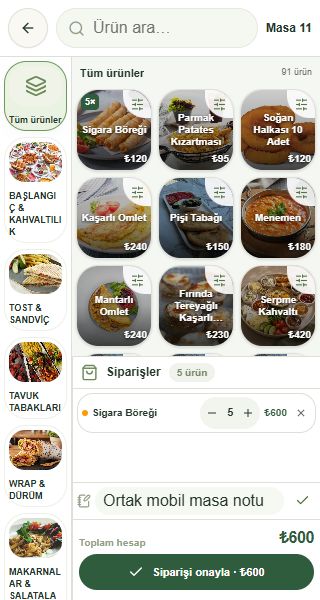 Ürün ara...
Masa 11
Tüm ürünler
Tüm ürünler
91 ürün
BAŞLANGI
Ç &
KAHVALTILI
K
TOST &
SANDVİÇ
TAVUK
TABAKLARI
WRAP &
DÜRÜM
MAKARNAL
AR &
SALATALA
5×
Sigara Böreği
₺120
Parmak
Patates
Kızartması
₺95
Soğan
Halkası 10
Adet
₺120
Kaşarlı Omlet
₺240
Pişi Tabağı
₺150
Menemen
₺180
Mantarlı
Omlet
₺240
Fırında
Tereyağlı
Kaşarlı...
₺230
Serpme
Kahvaltı
₺420
Siparişler
5 ürün
Sigara Böreği
− 5 +
₺600
×
Ortak mobil masa notu
Toplam hesap
₺600
Siparişi onayla · ₺600